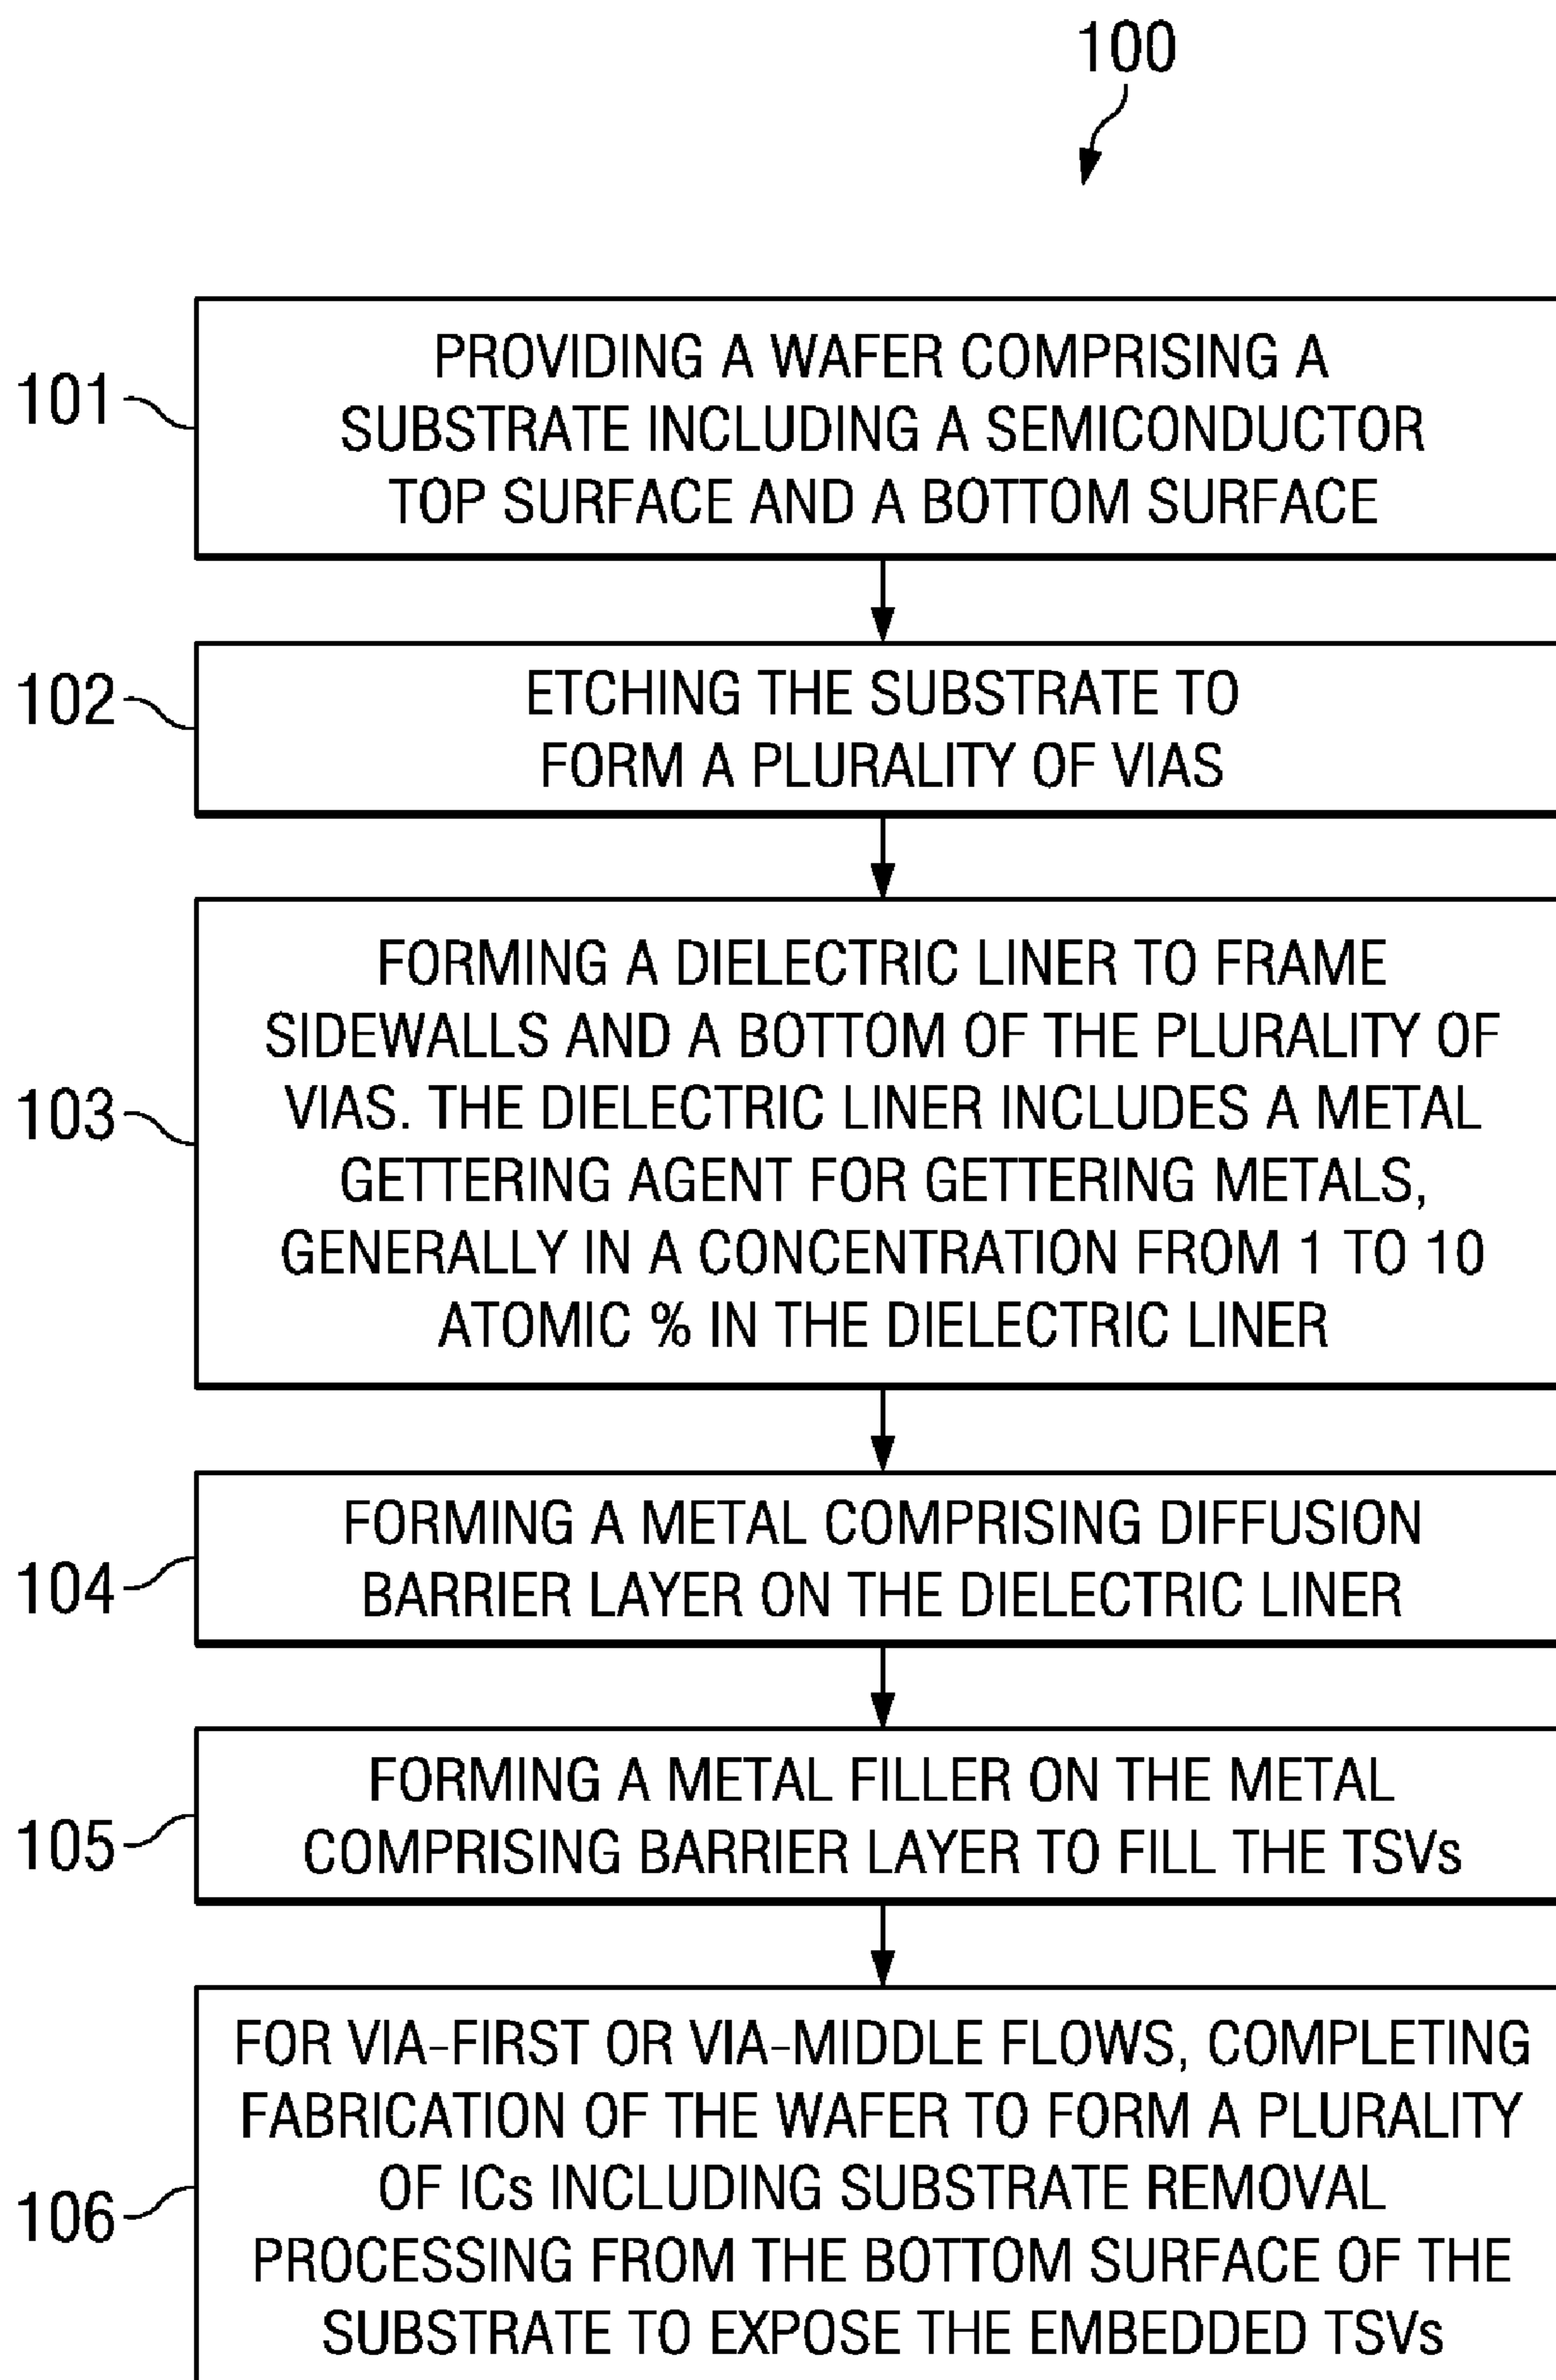 100
101
PROVIDING A WAFER COMPRISING A
SUBSTRATE INCLUDING A SEMICONDUCTOR
TOP SURFACE AND A BOTTOM SURFACE
102
ETCHING THE SUBSTRATE TO
FORM A PLURALITY OF VIAS
103
FORMING A DIELECTRIC LINER TO FRAME
SIDEWALLS AND A BOTTOM OF THE PLURALITY OF
VIAS. THE DIELECTRIC LINER INCLUDES A METAL
GETTERING AGENT FOR GETTERING METALS,
GENERALLY IN A CONCENTRATION FROM 1 TO 10
ATOMIC % IN THE DIELECTRIC LINER
104
FORMING A METAL COMPRISING DIFFUSION
BARRIER LAYER ON THE DIELECTRIC LINER
105
FORMING A METAL FILLER ON THE METAL
COMPRISING BARRIER LAYER TO FILL THE TSVs
106
FOR VIA-FIRST OR VIA-MIDDLE FLOWS, COMPLETING
FABRICATION OF THE WAFER TO FORM A PLURALITY
OF ICs INCLUDING SUBSTRATE REMOVAL
PROCESSING FROM THE BOTTOM SURFACE OF THE
SUBSTRATE TO EXPOSE THE EMBEDDED TSVs